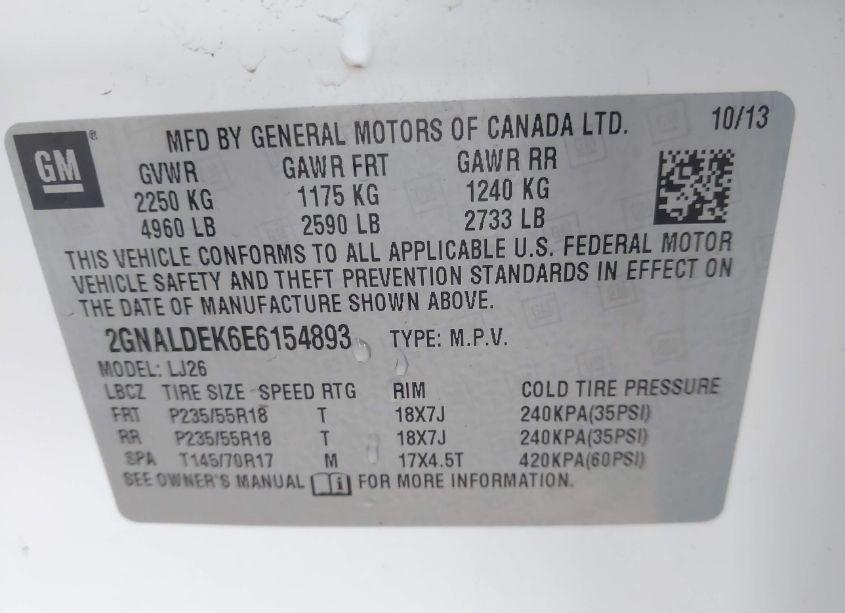 GM ® MFD BY GENERAL MOTORS OF CANADA LTD. 10/13
GVWR GAWR FRT GAWR RR
2250 KG 1175 KG 1240 KG
4960 LB 2590 LB 2733 LB
THIS VEHICLE CONFORMS TO ALL APPLICABLE U.S. FEDERAL MOTOR
VEHICLE SAFETY AND THEFT PREVENTION STANDARDS IN EFFECT ON
THE DATE OF MANUFACTURE SHOWN ABOVE.
2GNALDEK6E6154893 TYPE: M.P.V.
MODEL: LJ26
LBCZ TIRE SIZE SPEED RTG RIM COLD TIRE PRESSURE
FRT P235/55R18 T 18X7J 240KPA(35PSI)
RR P235/55R18 T 18X7J 240KPA(35PSI)
SPA T145/70R17 M 17X4.5T 420KPA(60PSI)
SEE OWNER'S MANUAL i FOR MORE INFORMATION.